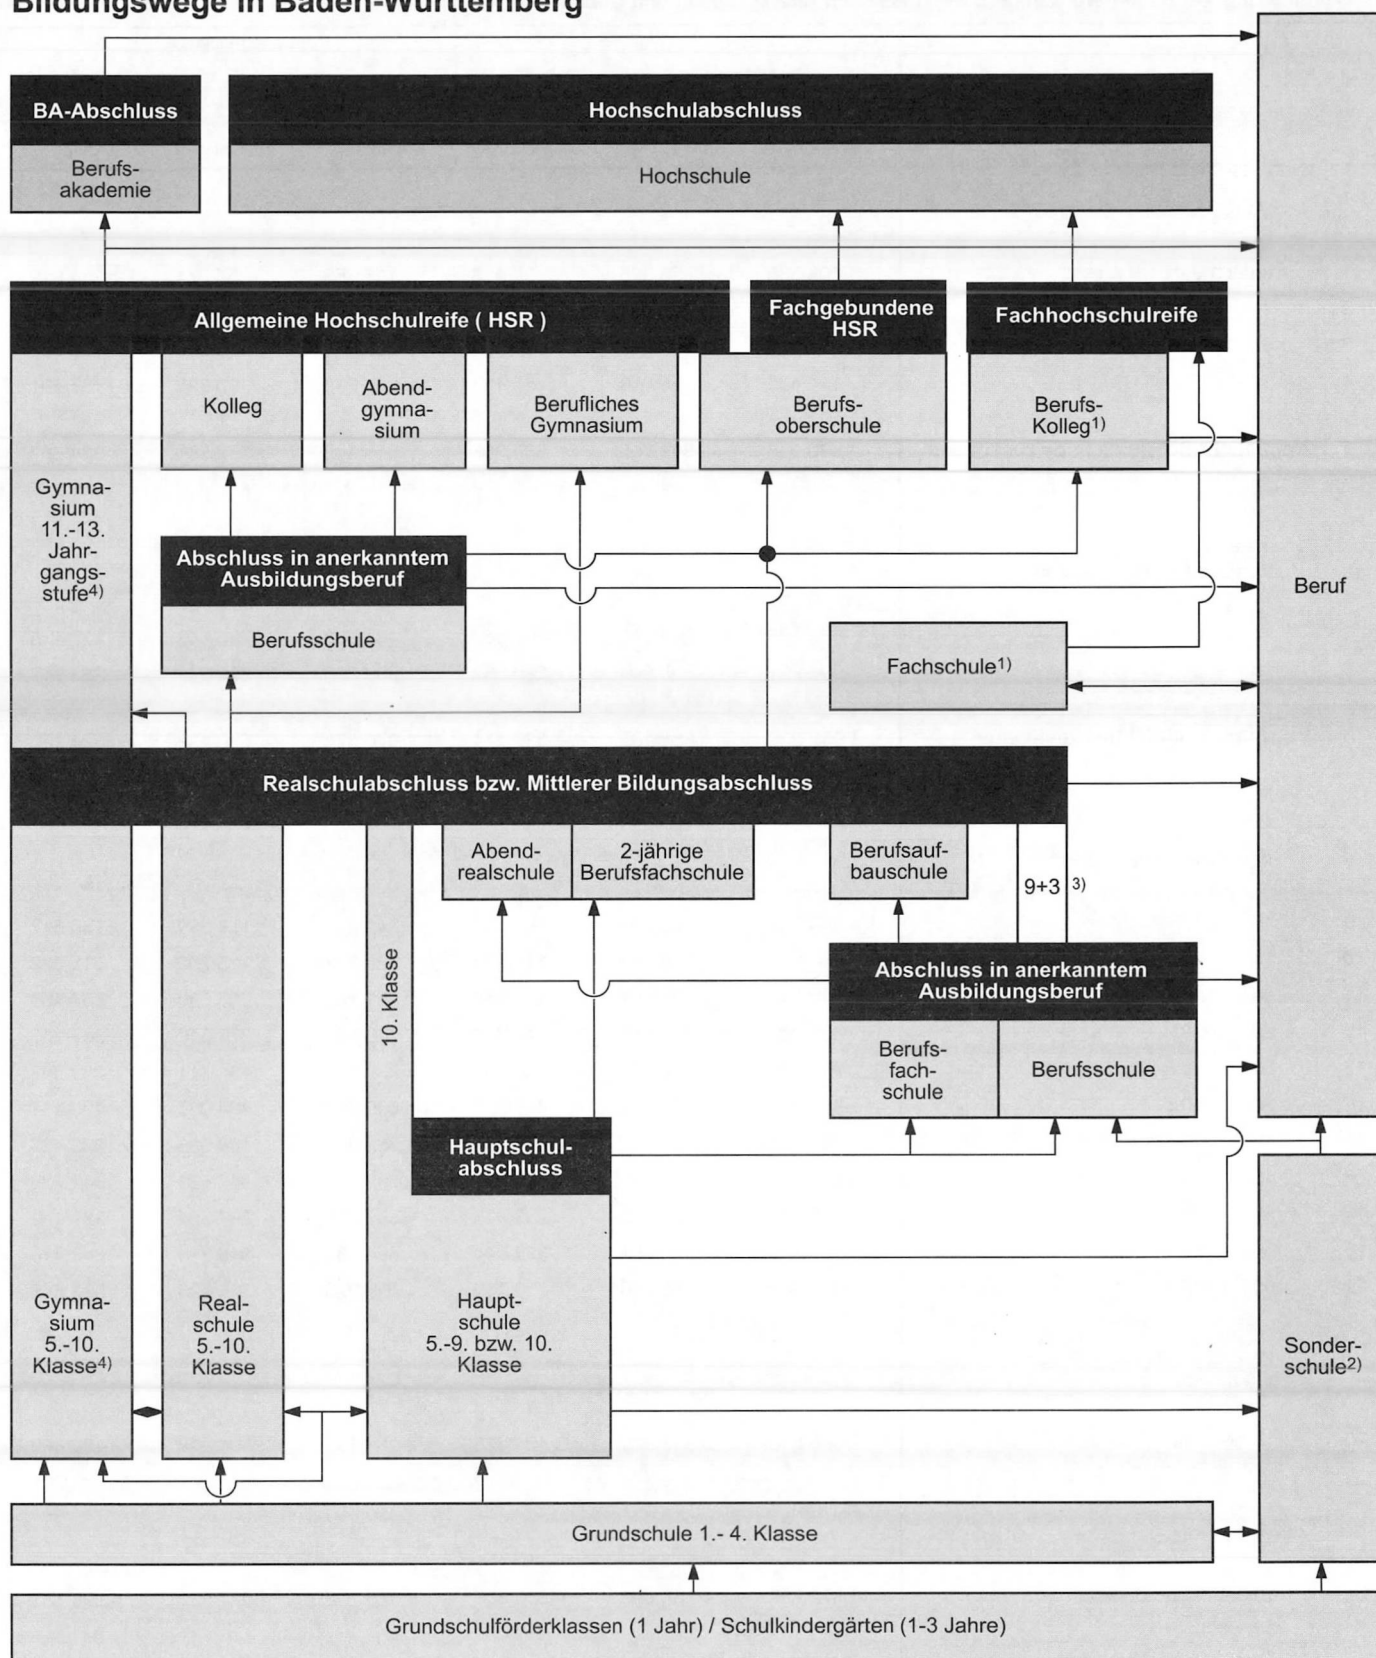 Bildungswege in Baden-Württemberg
BA-Abschluss
Hochschulabschluss
Berufs-
akademie
Hochschule
Allgemeine Hochschulreife ( HSR )
Fachgebundene
HSR
Fachhochschulreife
Kolleg
Abend-
gymna-
sium
Berufliches
Gymnasium
Berufs-
oberschule
Berufs-
Kolleg1)
Gymna-
sium
11.-13.
Jahr-
gangs-
stufe4)
Abschluss in anerkanntem
Ausbildungsberuf
Berufsschule
Beruf
Fachschule1)
Realschulabschluss bzw. Mittlerer Bildungsabschluss
Abend-
realschule
2-jährige
Berufsfachschule
Berufsauf-
bauschule
9+3 3)
10. Klasse
Abschluss in anerkanntem
Ausbildungsberuf
Berufs-
fach-
schule
Berufsschule
Hauptschul-
abschluss
Gymna-
sium
5.-10.
Klasse4)
Real-
schule
5.-10.
Klasse
Haupt-
schule
5.-9. bzw. 10.
Klasse
Sonder-
schule2)
Grundschule 1.- 4. Klasse
Grundschulförderklassen (1 Jahr) / Schulkindergärten (1-3 Jahre)